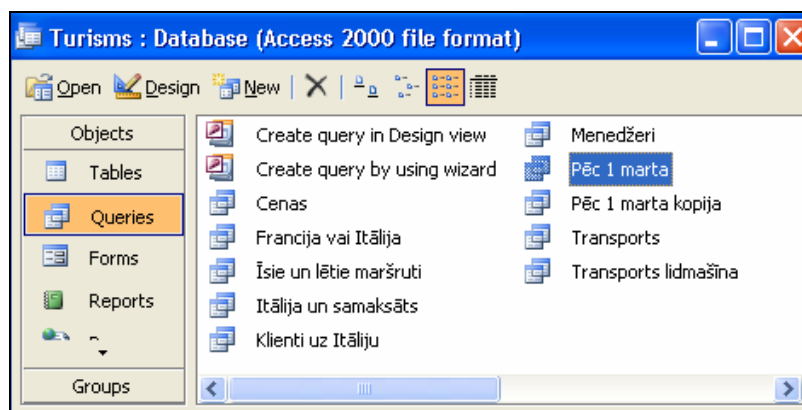 Turisms : Database (Access 2000 file format)
Open Design New
Objects
Tables
Queries
Forms
Reports
Groups
Create query in Design view
Create query by using wizard
Cenas
Francija vai Itālija
Īsie un lētie maršruti
Itālija un samaksāts
Klienti uz Itāliju
Menedžeri
Pēc 1 marta
Pēc 1 marta kopija
Transports
Transports lidmašīna